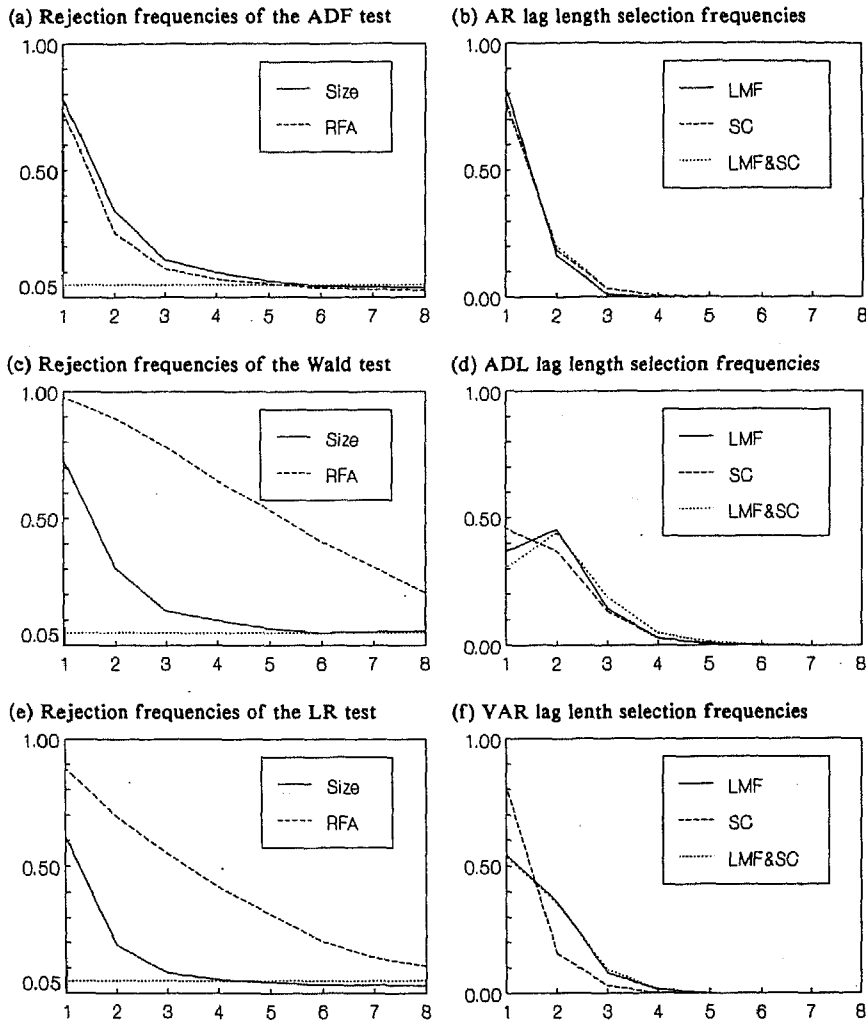 (a) Rejection frequencies of the ADF test
1.00
0.50
0.05
Size
RFA
1 2 3 4 5 6 7 8
(b) AR lag length selection frequencies
1.00
0.50
0.00
LMF
SC
LMF&SC
1 2 3 4 5 6 7 8
(c) Rejection frequencies of the Wald test
1.00
0.50
0.05
Size
RFA
1 2 3 4 5 6 7 8
(d) ADL lag length selection frequencies
1.00
0.50
0.00
LMF
SC
LMF&SC
1 2 3 4 5 6 7 8
(e) Rejection frequencies of the LR test
1.00
0.50
0.05
Size
RFA
1 2 3 4 5 6 7 8
(f) VAR lag lenth selection frequencies
1.00
0.50
0.00
LMF
SC
LMF&SC
1 2 3 4 5 6 7 8